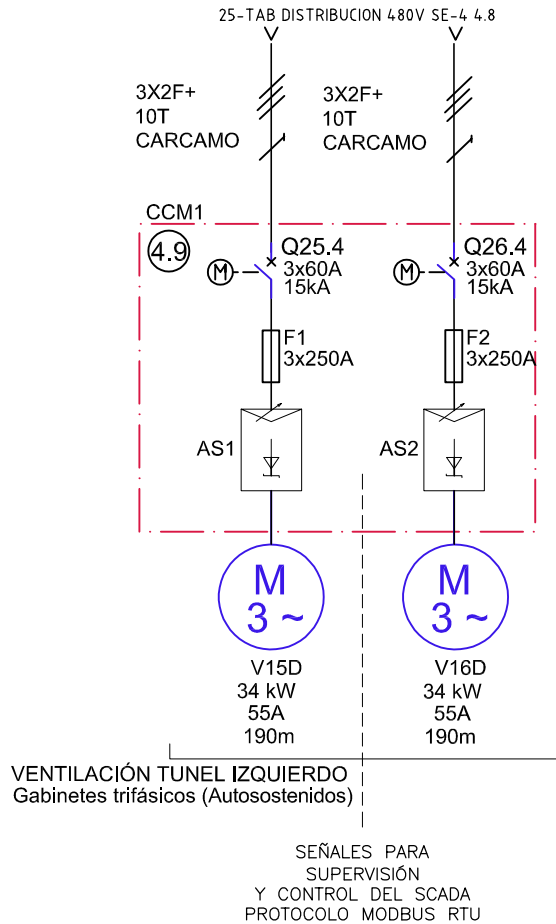 25-TAB DISTRIBUCION 480V SE-4 4.8
3X2F+
10T
CARCAMO
3X2F+
10T
CARCAMO
CCM1
4.9
M
Q25.4
3x60A
15kA
M
Q26.4
3x60A
15kA
F1
3x250A
F2
3x250A
AS1
AS2
M
3 ~
M
3 ~
V15D
34 kW
55A
190m
V16D
34 kW
55A
190m
VENTILACIÓN TUNEL IZQUIERDO
Gabinetes trifásicos (Autosostenidos)
SEÑALES PARA
SUPERVISIÓN
Y CONTROL DEL SCADA
PROTOCOLO MODBUS RTU